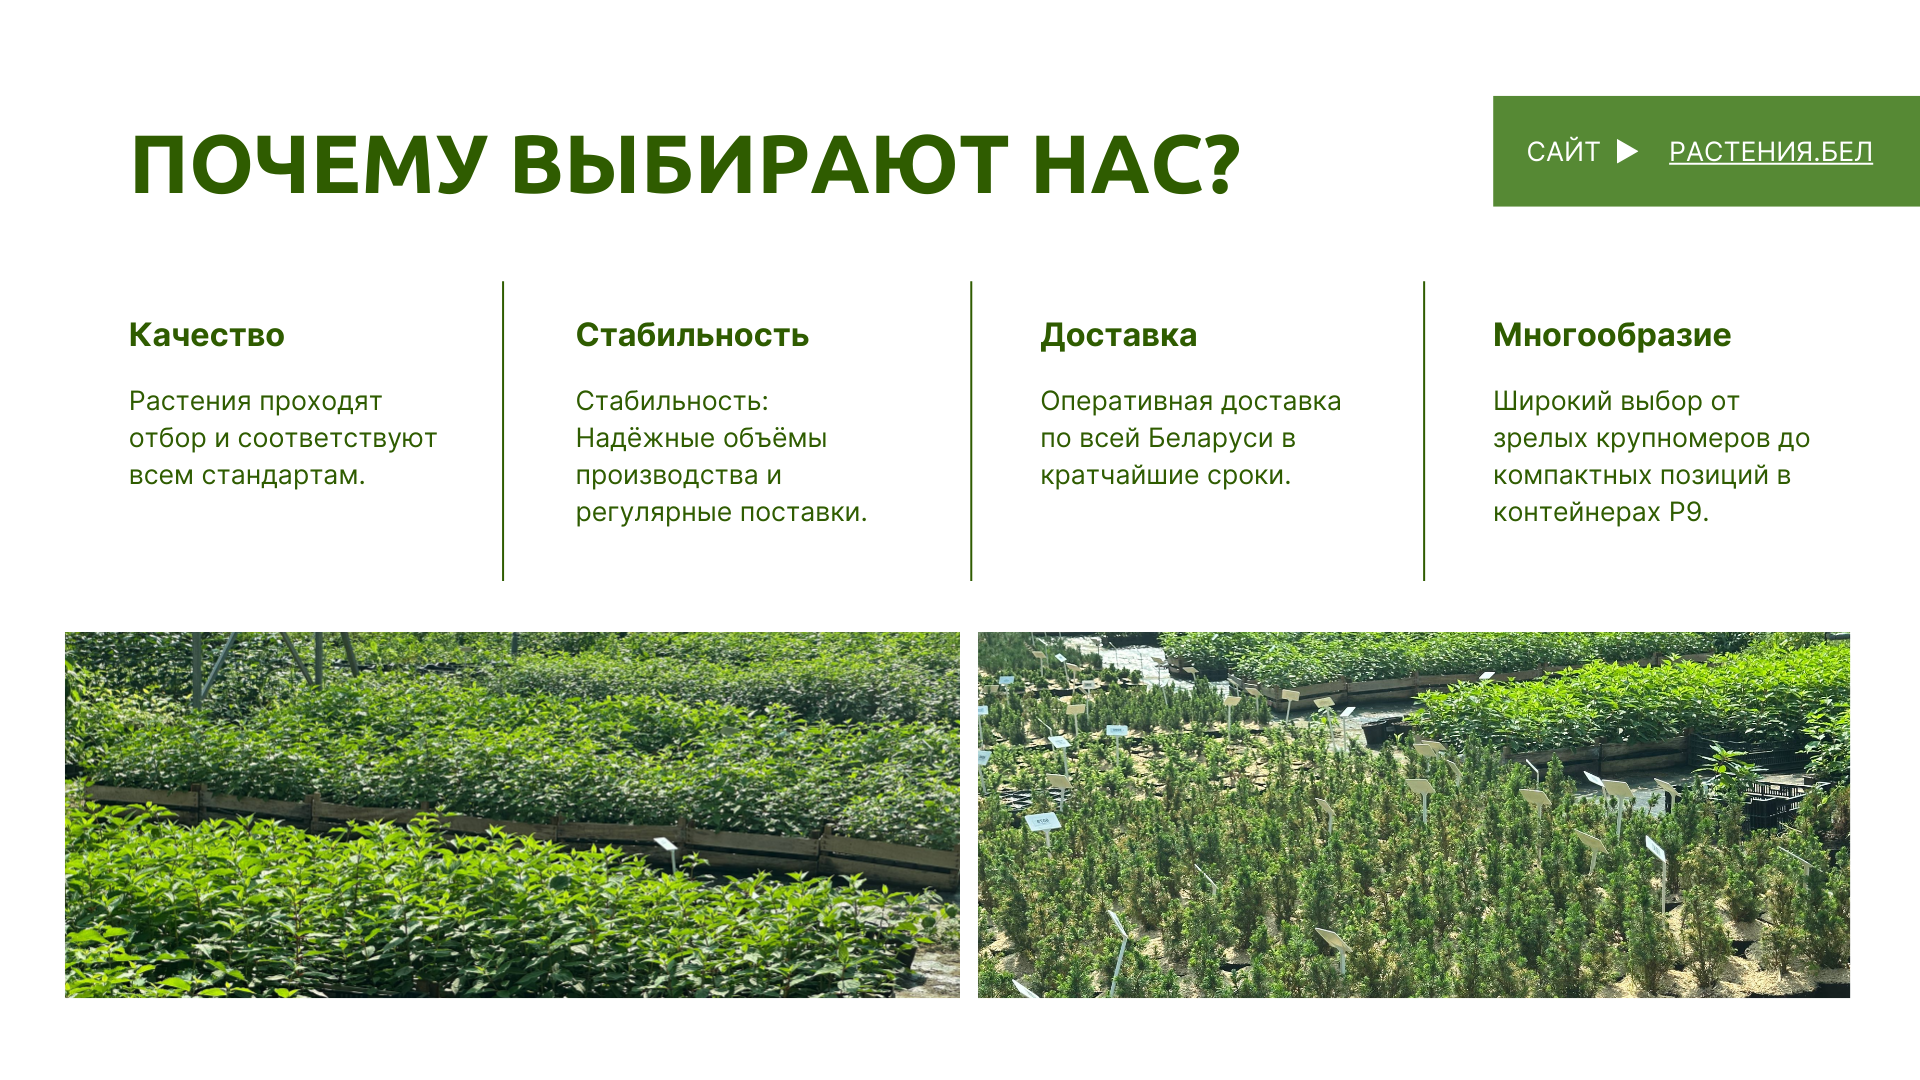 ПОЧЕМУ ВЫБИРАЮТ НАС?
САЙТ ▶ РАСТЕНИЯ.БЕЛ
Качество
Растения проходят
отбор и соответствуют
всем стандартам.
Стабильность
Стабильность:
Надёжные объёмы
производства и
регулярные поставки.
Доставка
Оперативная доставка
по всей Беларуси в
кратчайшие сроки.
Многообразие
Широкий выбор от
зрелых крупномеров до
компактных позиций в
контейнерах P9.